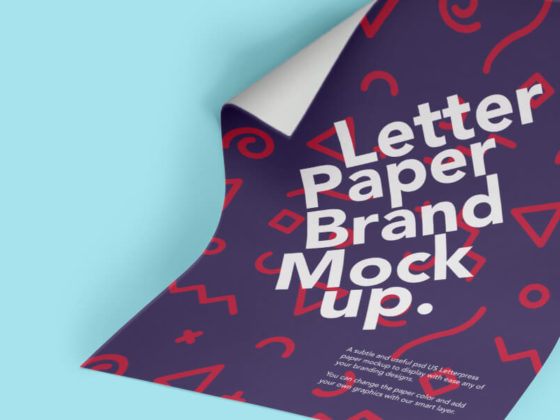 Letter
Paper
Brand
Mock
up.
A subtle and useful psd US Letterpress
paper mockup to display with ease any of
your branding designs.
You can change the paper color and add
your own graphics with our smart layer.